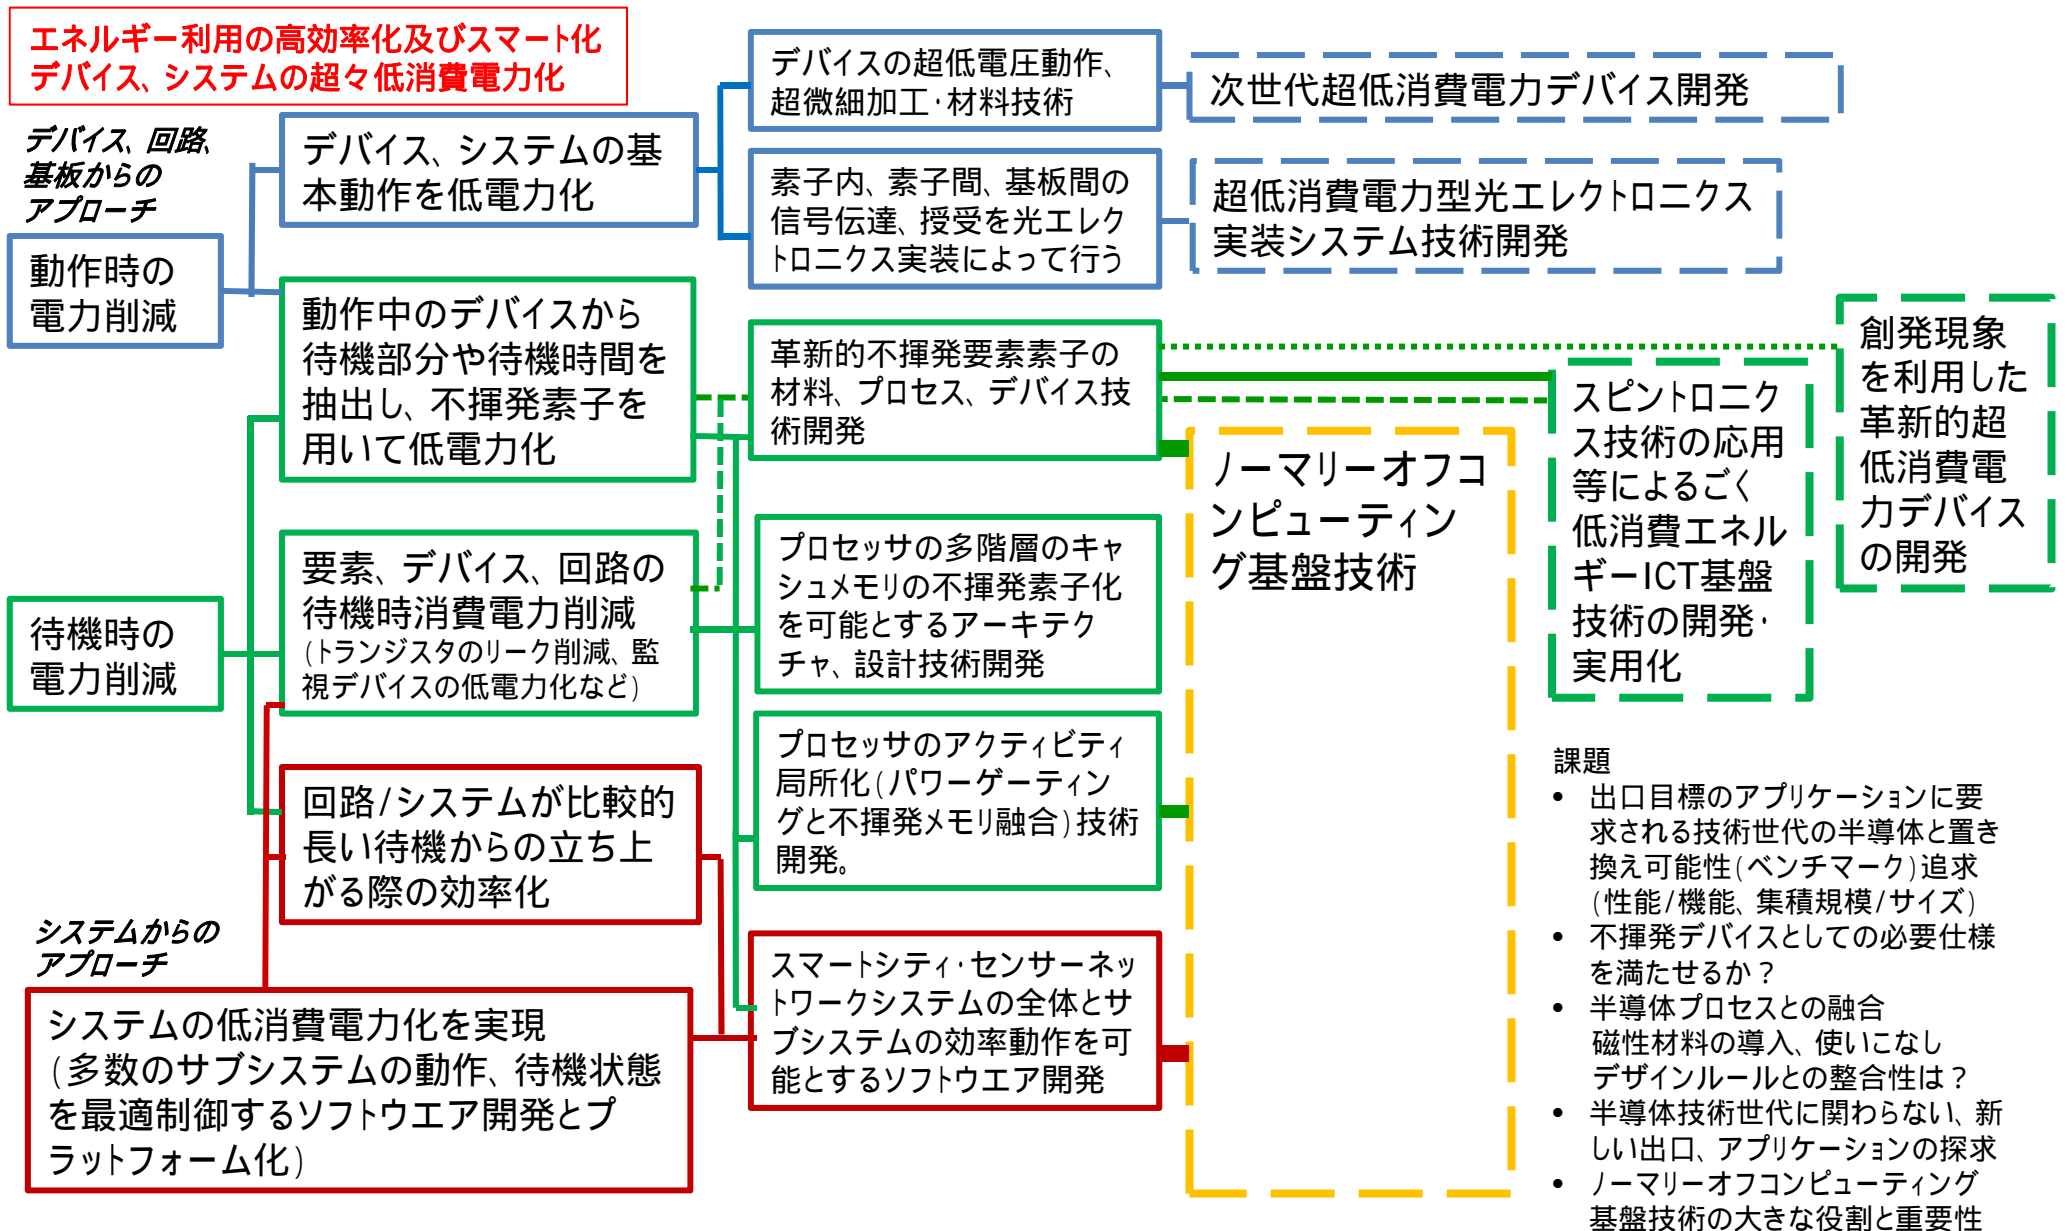 エネルギー利用の高効率化及びスマート化
デバイス、システムの超々低消費電力化
デバイス、回路、
基板からの
アプローチ
動作時の
電力削減
待機時の
電力削減
システムからの
アプローチ
システムの低消費電力化を実現
(多数のサブシステムの動作、待機状態
を最適制御するソフトウエア開発とプ
ラットフォーム化)
デバイス、システムの基
本動作を低電力化
動作中のデバイスから
待機部分や待機時間を
抽出し、不揮発素子を
用いて低電力化
要素、デバイス、回路の
待機時消費電力削減
(トランジスタのリーク削減、監
視デバイスの低電力化など)
回路/システムが比較的
長い待機からの立ち上
がる際の効率化
デバイスの超低電圧動作、
超微細加工・材料技術
素子内、素子間、基板間の
信号伝達、授受を光エレク
トロニクス実装によって行う
革新的不揮発要素素子の
材料、プロセス、デバイス技
術開発
プロセッサの多階層のキャ
シュメモリの不揮発素子化
を可能とするアーキテク
チャ、設計技術開発
プロセッサのアクティビティ
局所化(パワーゲーティン
グと不揮発メモリ融合)技術
開発。
スマートシティ・センサーネッ
トワークシステムの全体とサ
ブシステムの効率動作を可
能とするソフトウエア開発
次世代超低消費電力デバイス開発
超低消費電力型光エレクトロニクス
実装システム技術開発
ノーマリーオフコ
ンピューティン
グ基盤技術
スピントロニク
ス技術の応用
等によるごく
低消費エネル
ギーICT基盤
技術の開発・
実用化
創発現象
を利用した
革新的超
低消費電
力デバイス
の開発
課題
• 出口目標のアプリケーションに要
求される技術世代の半導体と置き
換え可能性(ベンチマーク)追求
(性能/機能、集積規模/サイズ)
• 不揮発デバイスとしての必要仕様
を満たせるか?
• 半導体プロセスとの融合
磁性材料の導入、使いこなし
デザインルールとの整合性は?
• 半導体技術世代に関わらない、新
しい出口、アプリケーションの探求
• ノーマリーオフコンピューティング
基盤技術の大きな役割と重要性